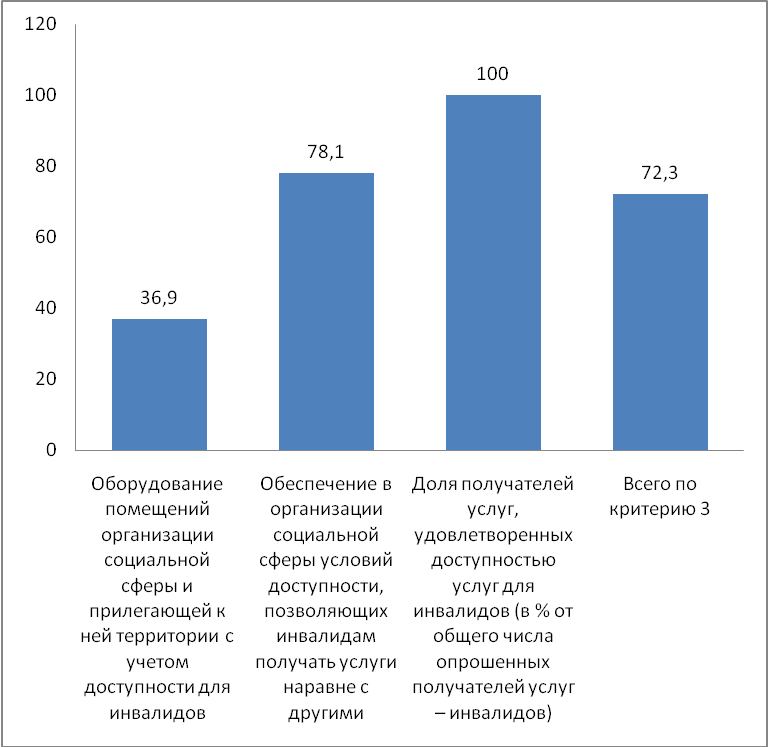 120
100
80
60
40
20
0
36,9
78,1
100
72,3
Оборудование
помещений
организации
социальной
сферы и
прилегающей к
ней территории с
учетом
доступности для
инвалидов
Обеспечение в
организации
социальной
сферы условий
доступности,
позволяющих
инвалидам
получать услуги
наравне с
другими
Доля получателей
услуг,
удовлетворенных
доступностью
услуг для
инвалидов (в % от
общего числа
опрошенных
получателей услуг
– инвалидов)
Всего по
критерию 3